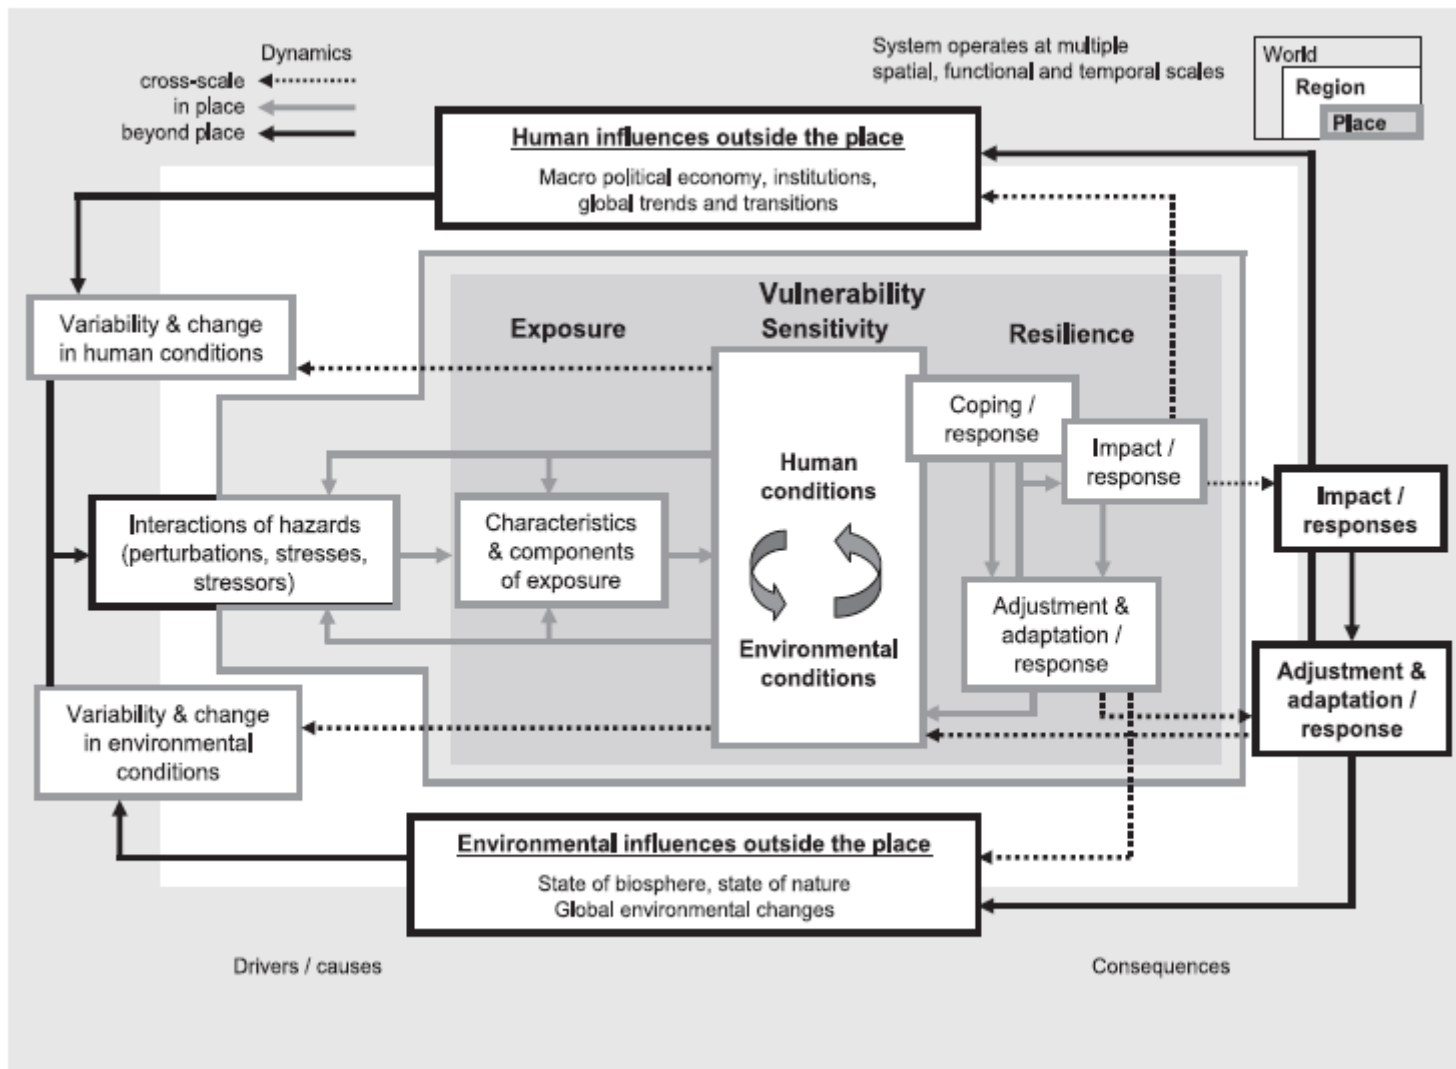 Dynamics
cross-scale
in place
beyond place
System operates at multiple
spatial, functional and temporal scales
World
Region
Place
Human influences outside the place
Macro political economy, institutions,
global trends and transitions
Variability & change
in human conditions
Vulnerability
Exposure
Sensitivity
Resilience
Coping /
response
Impact /
response
Human
conditions
Impact /
responses
Interactions of hazards
(perturbations, stresses,
stressors)
Characteristics
& components
of exposure
Adjustment &
adaptation /
response
Environmental
conditions
Adjustment &
adaptation /
response
Variability & change
in environmental
conditions
Environmental influences outside the place
State of biosphere, state of nature
Global environmental changes
Drivers / causes
Consequences